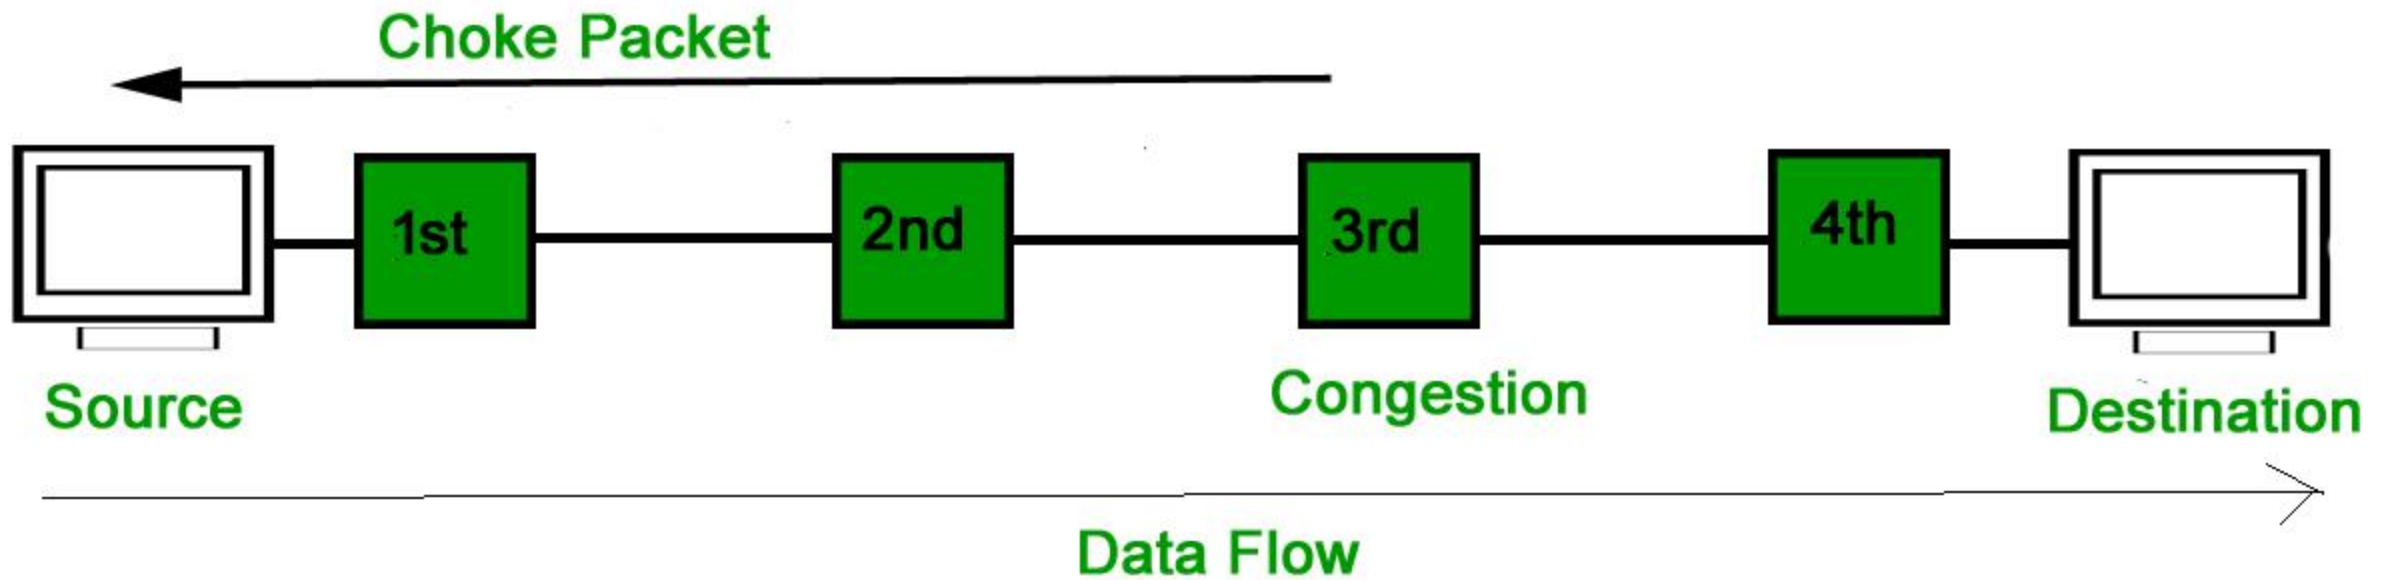 Choke Packet
1st
2nd
3rd
4th
Source
Congestion
Destination
Data Flow